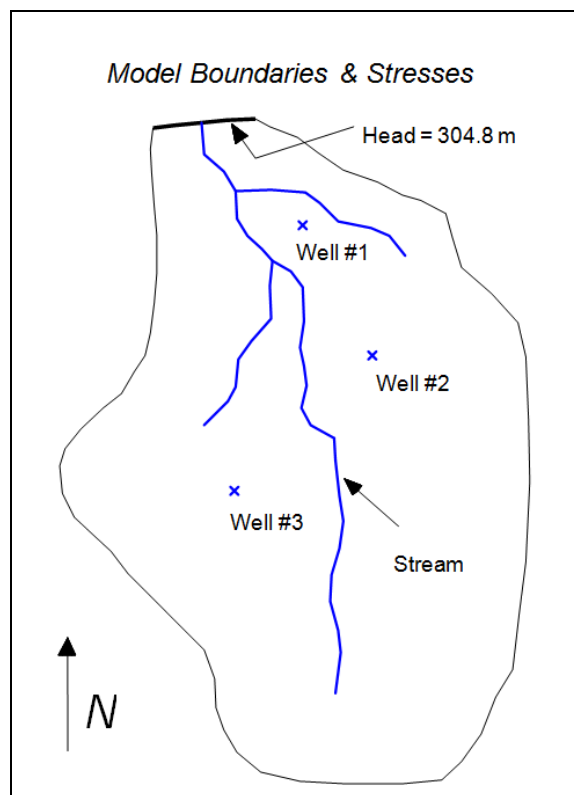 Model Boundaries & Stresses
Head = 304.8 m
Well #1
Well #2
Well #3
Stream
N